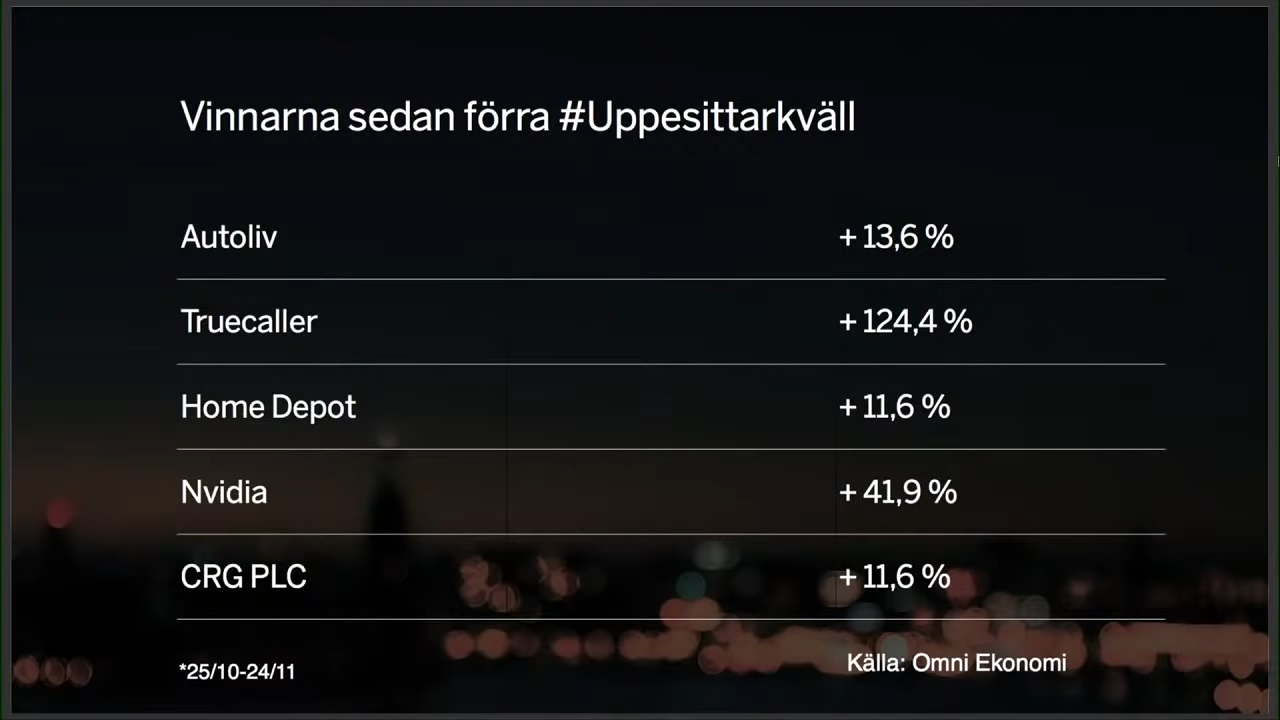 Vinnarna sedan förra #Uppesittarkväll
Autoliv + 13,6 %
Truecaller + 124,4 %
Home Depot + 11,6 %
Nvidia + 41,9 %
CRG PLC + 11,6 %
*25/10-24/11 Källa: Omni Ekonomi